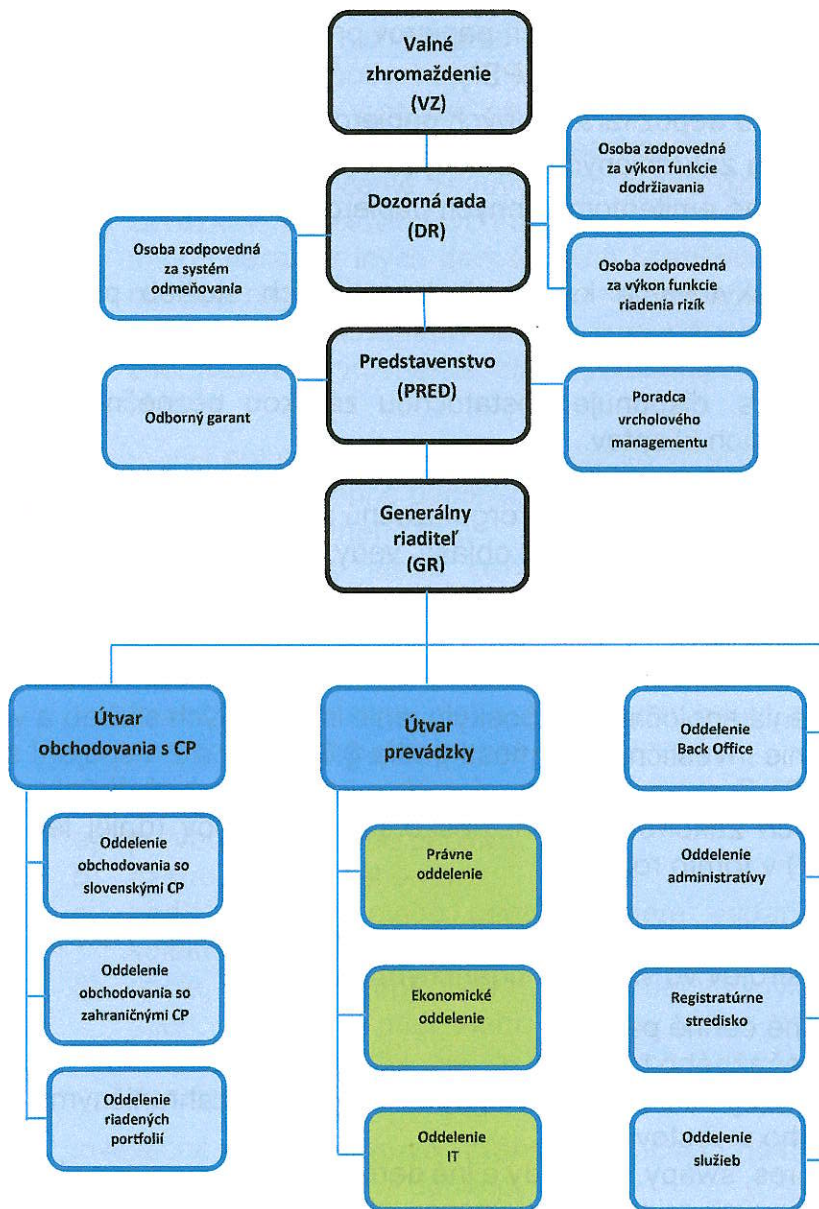 Valné
zhromaždenie
(VZ)
Osoba zodpovedná
za výkon funkcie
dodržiavania
Dozorná rada
(DR)
Osoba zodpovedná
za systém
odmeňovania
Osoba zodpovedná
za výkon funkcie
riadenia rizík
Predstavenstvo
(PRED)
Odborný garant
Poradca
vrcholového
managementu
Generálny
riaditeľ
(GR)
Útvar
obchodovania s CP
Útvar
prevádzky
Oddelenie
Back Office
Oddelenie
obchodovania so
slovenskými CP
Právne
oddelenie
Oddelenie
administratívy
Oddelenie
obchodovania so
zahraničnými CP
Ekonomické
oddelenie
Registratúrne
stredisko
Oddelenie
riadených
portfolií
Oddelenie
IT
Oddelenie
služieb